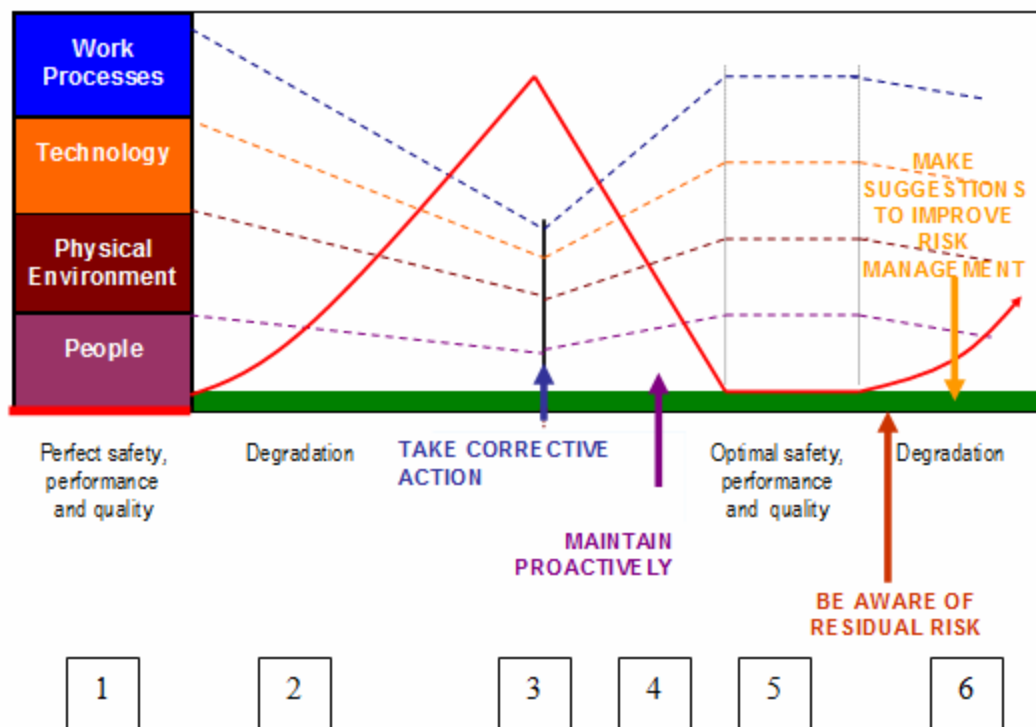 Work
Processes
Technology
Physical
Environment
People
MAKE
SUGGESTIONS
TO IMPROVE
RISK
MANAGEMENT
Perfect safety,
performance
and quality
Degradation
TAKE CORRECTIVE
ACTION
MAINTAIN
PROACTIVELY
Optimal safety,
performance
and quality
Degradation
BE AWARE OF
RESIDUAL RISK
1
2
3
4
5
6